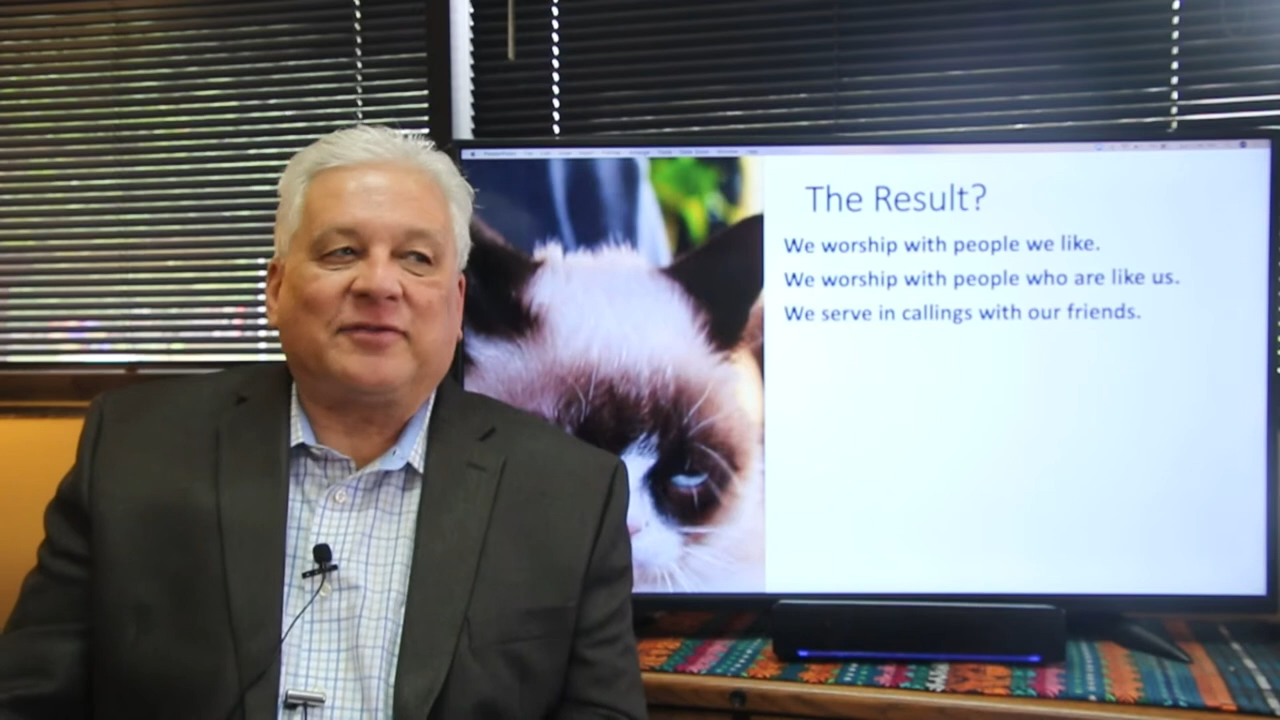 The Result?
We worship with people we like.
We worship with people who are like us.
We serve in callings with our friends.